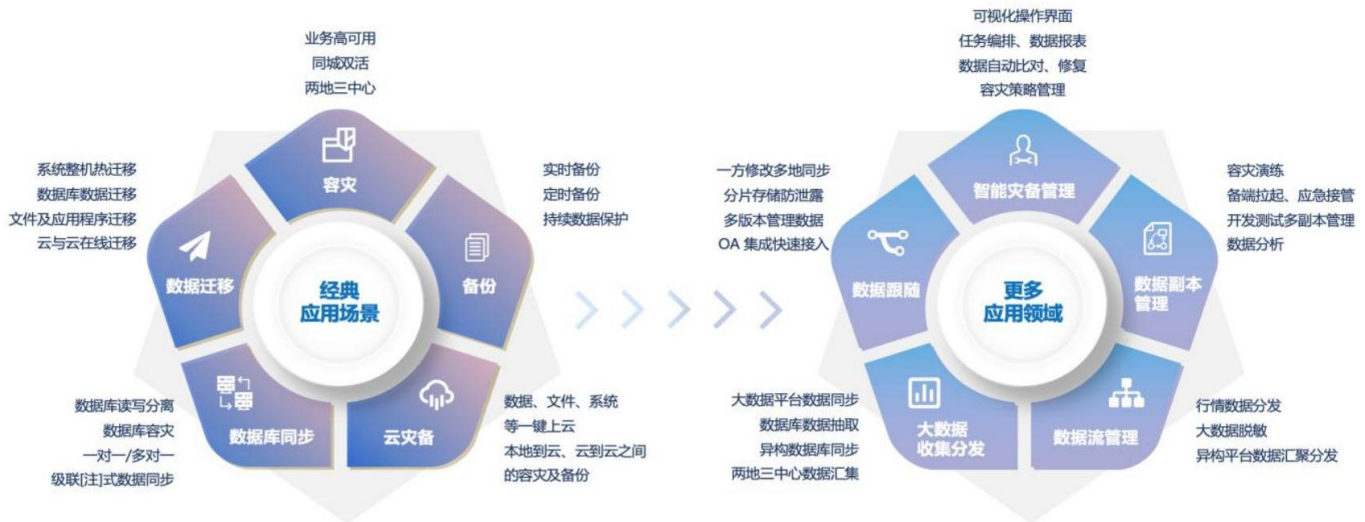 业务高可用
同城双活
两地三中心
容灾
实时备份
定时备份
持续数据保护
备份
数据、文件、系统
等一键上云
本地到云、云到云之间
的容灾及备份
云灾备
数据库读写分离
数据库容灾
一对一/多对一
级联[注]式数据同步
数据库同步
系统整机热迁移
数据库数据迁移
文件及应用程序迁移
云与云在线迁移
数据迁移
经典
应用场景
可视化操作界面
任务编排、数据报表
数据自动比对、修复
容灾策略管理
智能灾备管理
容灾演练
备端拉起、应急接管
开发测试多副本管理
数据分析
数据副本
管理
行情数据分发
大数据脱敏
异构平台数据汇聚分发
数据流管理
大数据平台数据同步
数据库数据抽取
异构数据库同步
两地三中心数据汇集
大数据
收集分发
一方修改多地同步
分片存储防泄露
多版本管理数据
OA 集成快速接入
数据跟随
更多
应用领域